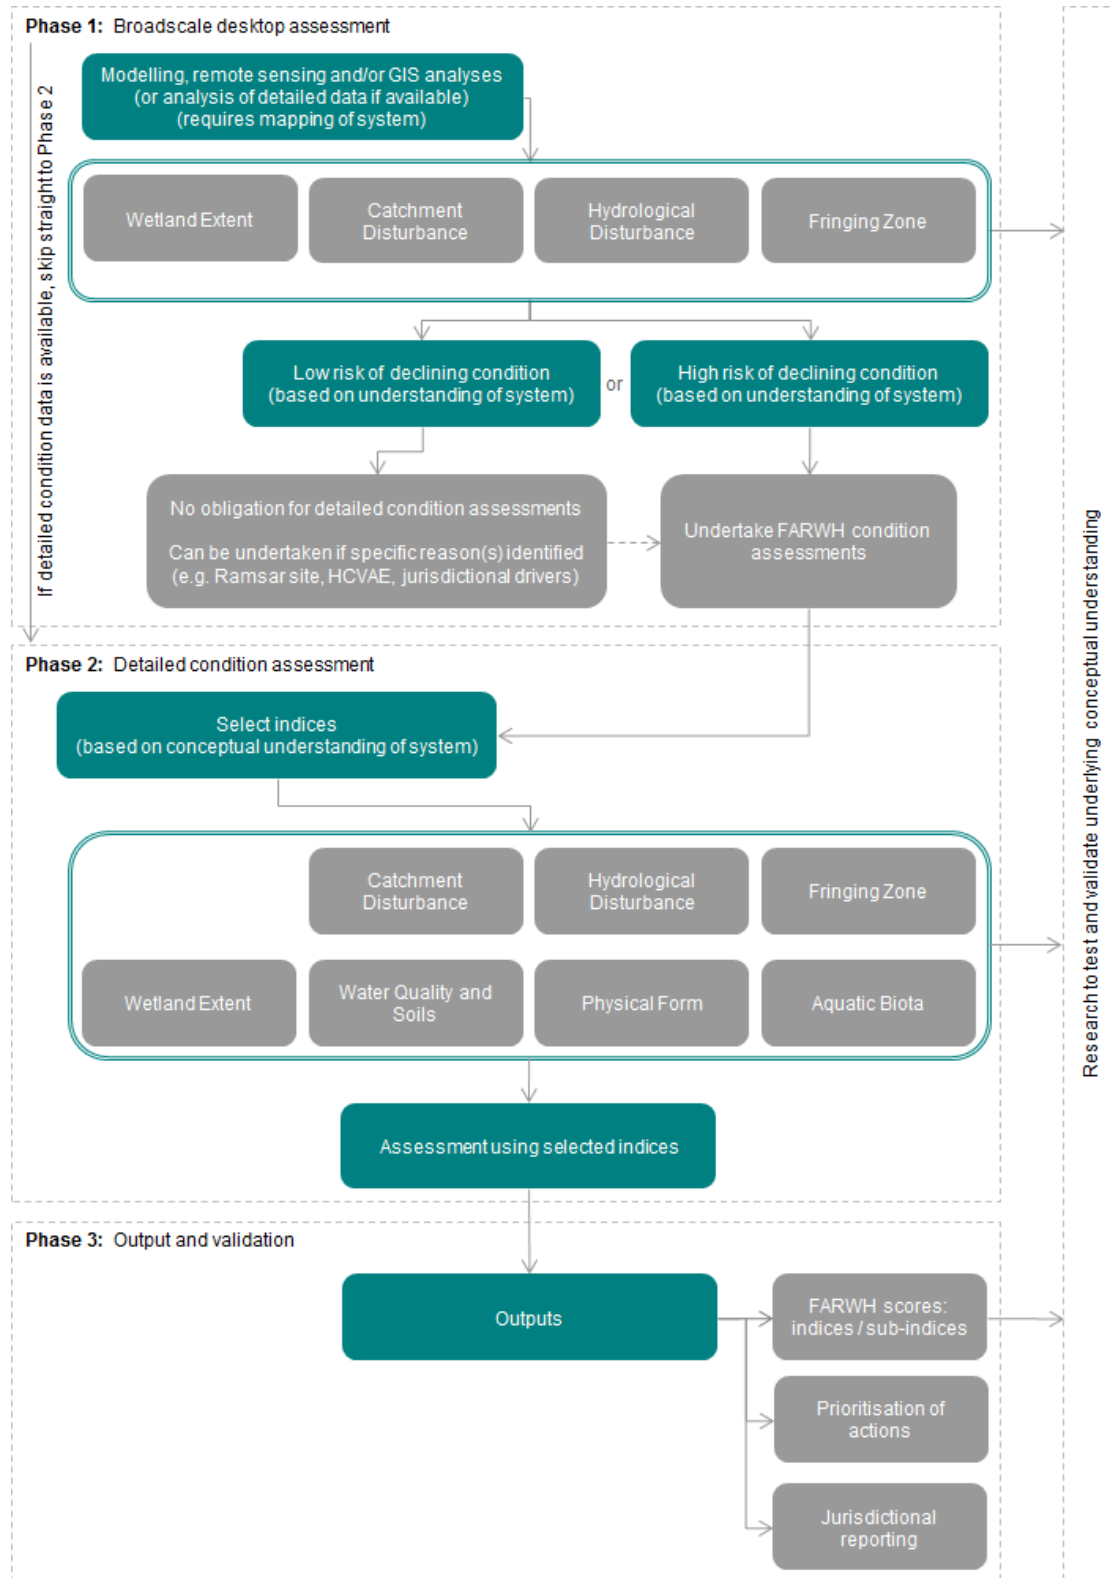 Phase 1: Broadscale desktop assessment
If detailed condition data is available, skip straight to Phase 2
Modelling, remote sensing and/or GIS analyses
(or analysis of detailed data if available)
(requires mapping of system)
Wetland Extent
Catchment
Disturbance
Hydrological
Disturbance
Fringing Zone
Low risk of declining condition
(based on understanding of system)
or
High risk of declining condition
(based on understanding of system)
No obligation for detailed condition assessments
Can be undertaken if specific reason(s) identified
(e.g. Ramsar site, HCVAE, jurisdictional drivers)
Undertake FARWH condition
assessments
Phase 2: Detailed condition assessment
Select indices
(based on conceptual understanding of system)
Catchment
Disturbance
Hydrological
Disturbance
Fringing Zone
Wetland Extent
Water Quality and
Soils
Physical Form
Aquatic Biota
Assessment using selected indices
Phase 3: Output and validation
Outputs
FARWH scores:
indices / sub-indices
Prioritisation of
actions
Jurisdictional
reporting
Research to test and validate underlying conceptual understanding